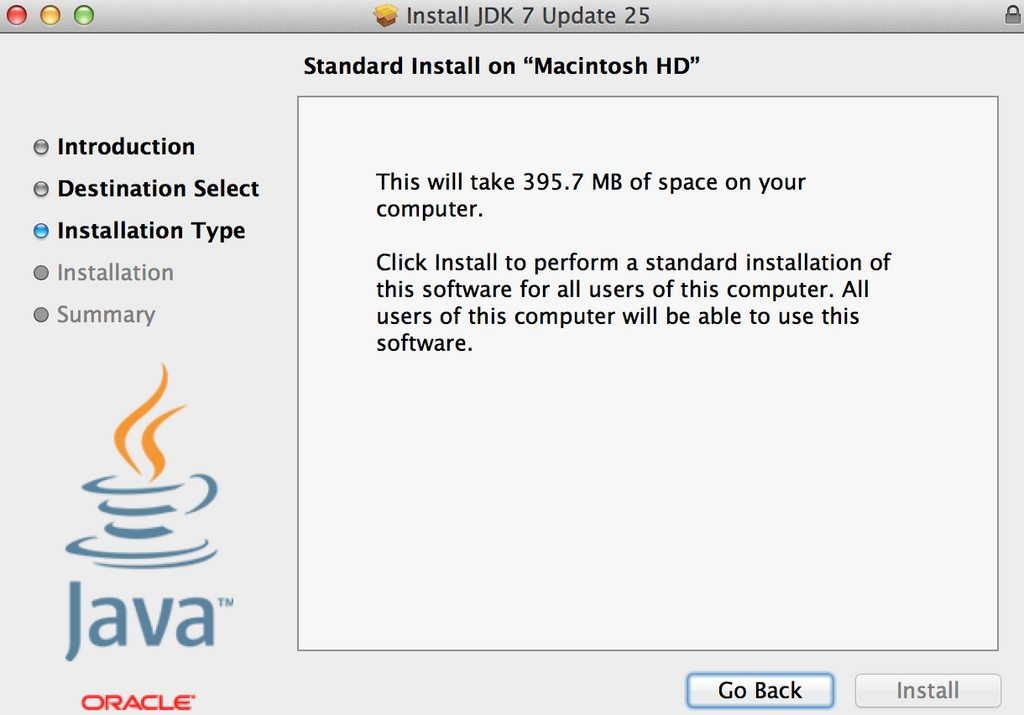 Install JDK 7 Update 25
Standard Install on “Macintosh HD”
Introduction
Destination Select
Installation Type
Installation
Summary
This will take 395.7 MB of space on your
computer.
Click Install to perform a standard installation of
this software for all users of this computer. All
users of this computer will be able to use this
software.
Java™
ORACLE®
Go Back
Install